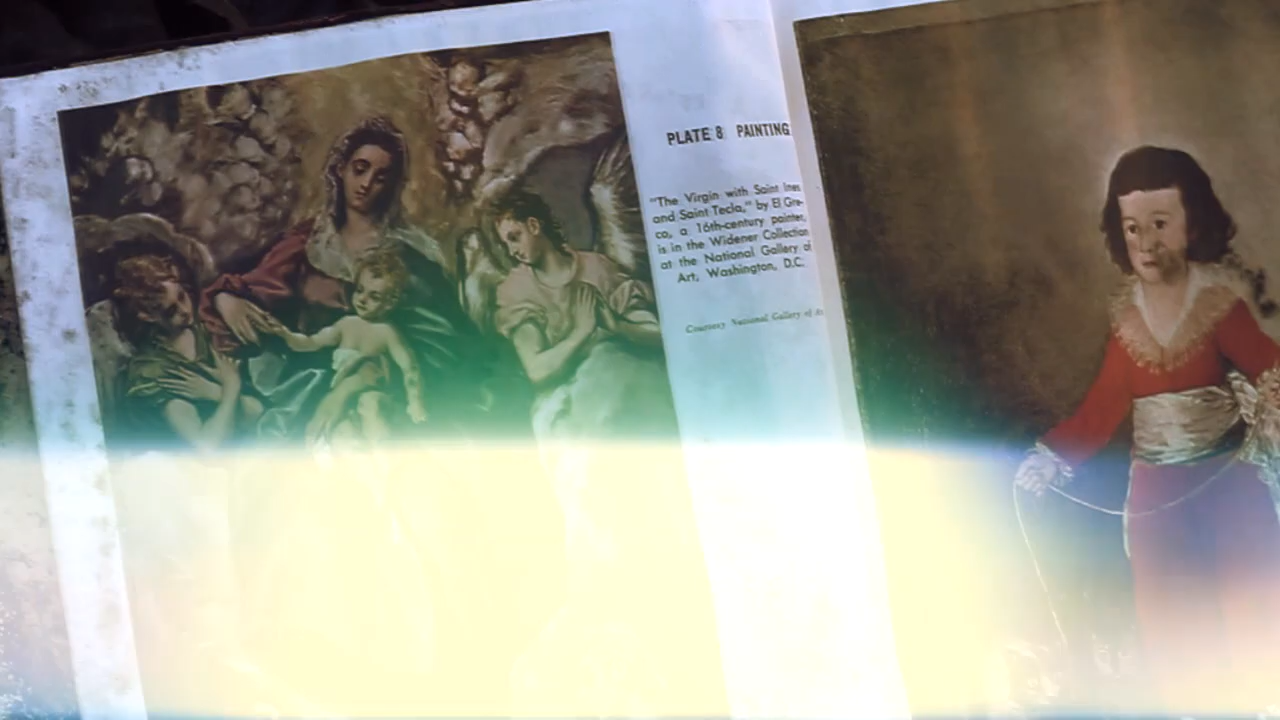 PLATE 8 PAINTING
"The Virgin with Saint Ines
and Saint Tecla," by El Gre-
co, a 16th-century painter,
is in the Widener Collection
at the National Gallery of
Art, Washington, D.C.
Courtesy National Gallery of